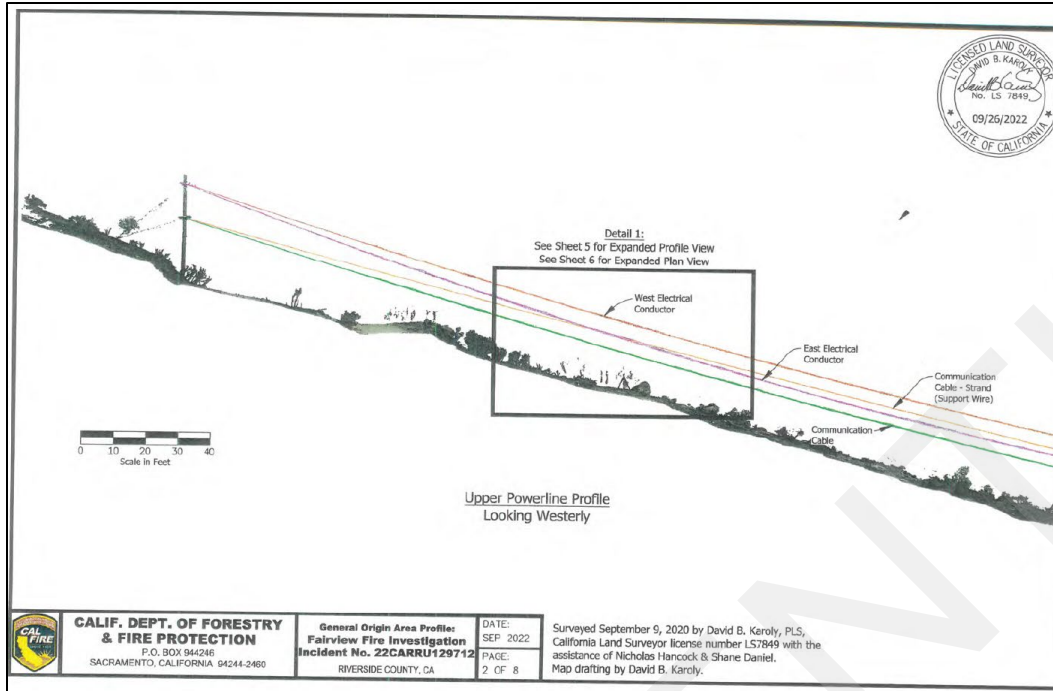 LICENSED LAND SURVEYOR
DAVID B. KAROLY
No. LS 7849
09/26/2022
STATE OF CALIFORNIA
Detail 1:
See Sheet 5 for Expanded Profile View
See Sheet 6 for Expanded Plan View
West Electrical
Conductor
East Electrical
Conductor
Communication
Cable - Strand
(Support Wire)
Communication
Cable
0 10 20 30 40
Scale in Feet
Upper Powerline Profile
Looking Westerly
CAL
FIRE
CALIF. DEPT. OF FORESTRY
& FIRE PROTECTION
P.O. BOX 944246
SACRAMENTO, CALIFORNIA 94244-2460
General Origin Area Profile:
Fairview Fire Investigation
Incident No. 22CARRU129712
RIVERSIDE COUNTY, CA
DATE:
SEP 2022
PAGE:
2 OF 8
Surveyed September 9, 2020 by David B. Karoly, PLS,
California Land Surveyor license number LS7849 with the
assistance of Nicholas Hancock & Shane Daniel.
Map drafting by David B. Karoly.